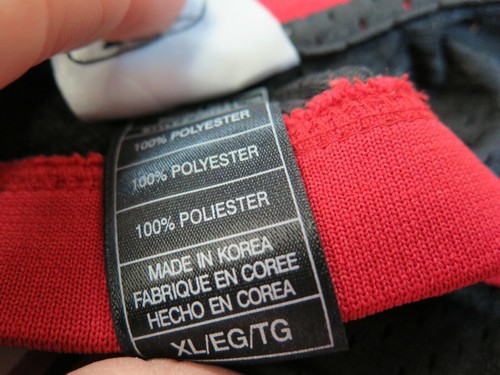 100% POLYESTER
100% POLYESTER
100% POLIESTER
MADE IN KOREA
FABRIQUE EN COREE
HECHO EN COREA
XL/EG/TG